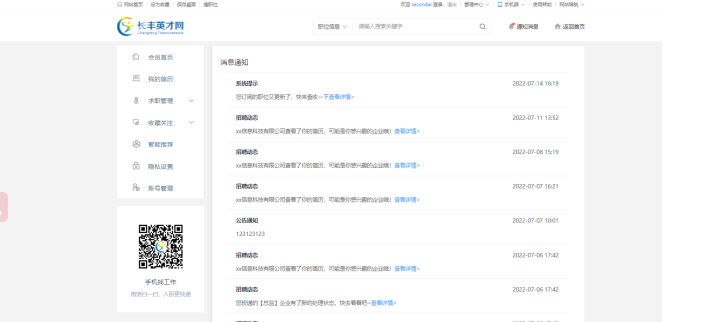 网站首页 设为收藏 保存桌面 搜职位
欢迎 secondar 登录, 退出 管理中心 手机版 使用帮助 网站导航
长丰英才网
Changfeng Talent network
职位信息 请输入搜索关键字
通知消息 返回首页
会员首页
我的简历
求职管理
收藏关注
智能推荐
隐私设置
账号管理
手机找工作
微信扫一扫, 入职更快速
消息通知
系统提示 2022-07-14 16:19
您订阅的职位又更新了、快来查收一下查看详情>
招聘动态 2022-07-11 13:52
xx信息科技有限公司查看了你的简历、可能是你感兴趣的企业哦！查看详情>
招聘动态 2022-07-08 15:19
xx信息科技有限公司查看了你的简历、可能是你感兴趣的企业哦！查看详情>
招聘动态 2022-07-07 16:21
xx信息科技有限公司查看了你的简历、可能是你感兴趣的企业哦！查看详情>
公告通知 2022-07-07 10:01
123123123
招聘动态 2022-07-06 17:42
xx信息科技有限公司查看了你的简历、可能是你感兴趣的企业哦！查看详情>
招聘动态 2022-07-06 17:42
您投递的【总监】企业有了新的处理状态、快去看看吧~查看详情>